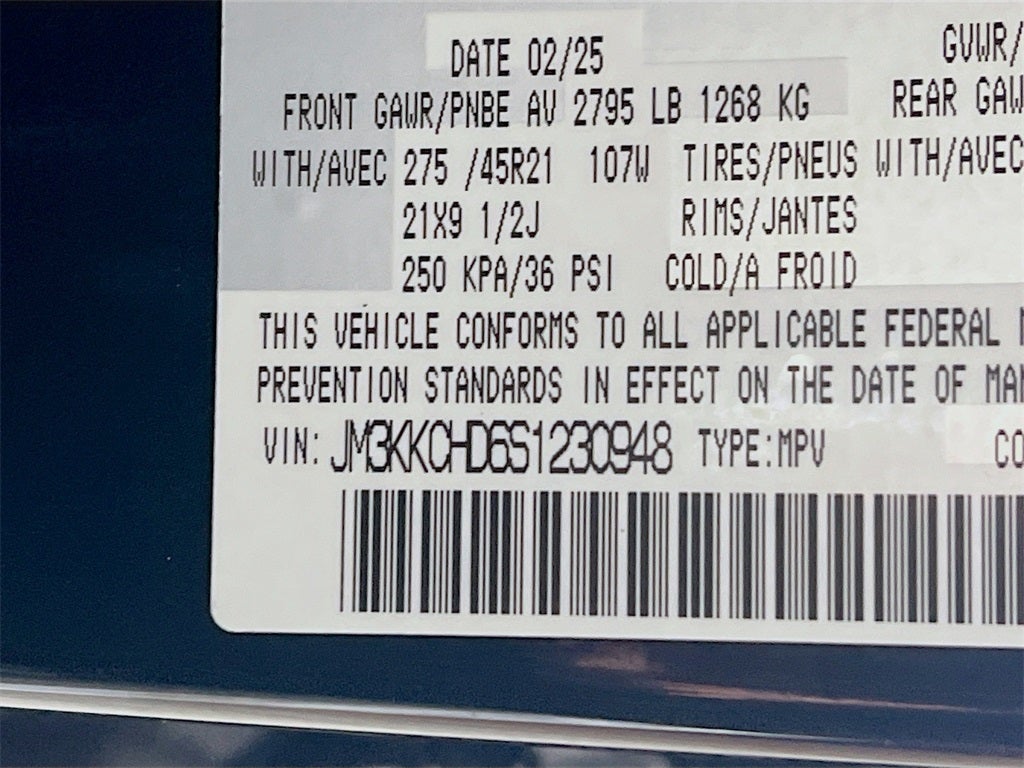 DATE 02/25 GVWR/
FRONT GAWR/PNBE AV 2795 LB 1268 KG REAR GAW
WITH/AVEC 275 /45R21 107W TIRES/PNEUS WITH/AVEC
21X9 1/2J RIMS/JANTES
250 KPA/36 PSI COLD/A FROID
THIS VEHICLE CONFORMS TO ALL APPLICABLE FEDERAL
PREVENTION STANDARDS IN EFFECT ON THE DATE OF MAN
VIN: JM3KKCHD6S1230948 TYPE:MPV CO